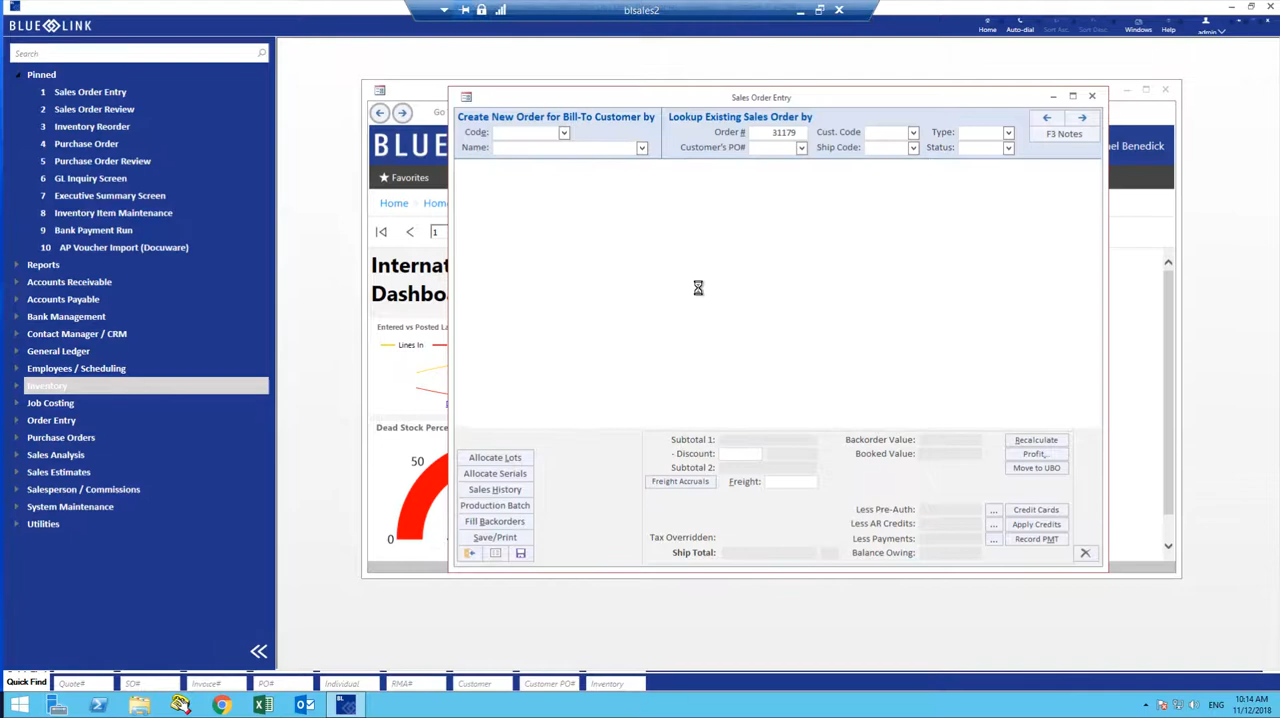 blsales2
BLUE LINK
Home Auto-dial Sort Asc. Sort Desc. Windows Help admin
Search
Pinned
1 Sales Order Entry
2 Sales Order Review
3 Inventory Reorder
4 Purchase Order
5 Purchase Order Review
6 GL Inquiry Screen
7 Executive Summary Screen
8 Inventory Item Maintenance
9 Bank Payment Run
10 AP Voucher Import (Docuware)
Reports
Accounts Receivable
Accounts Payable
Bank Management
Contact Manager / CRM
General Ledger
Employees / Scheduling
Inventory
Job Costing
Order Entry
Purchase Orders
Sales Analysis
Sales Estimates
Salesperson / Commissions
System Maintenance
Utilities
Go
BLUE
el Benedick
Favorites
Home Hom
1
Internat
Dashbo
Entered vs Posted La
Lines In
Dead Stock Perce
50
0
Sales Order Entry
Create New Order for Bill-To Customer by
Code:
Name:
Lookup Existing Sales Order by
Order # 31179 Cust. Code Type:
Customer's PO# Ship Code: Status:
F3 Notes
Allocate Lots
Allocate Serials
Sales History
Production Batch
Fill Backorders
Save/Print
Subtotal 1:
- Discount:
Subtotal 2:
Freight Accruals Freight:
Tax Overridden:
Ship Total:
Backorder Value:
Booked Value:
Less Pre-Auth: ...
Less AR Credits: ...
Less Payments: ...
Balance Owing:
Recalculate
Profit,..
Move to UBO
Credit Cards
Apply Credits
Record PMT
Quick Find Quote# SO# Invoice# PO# Individual RMA# Customer Customer PO# Inventory
BL
ENG
10:14 AM
11/12/2018